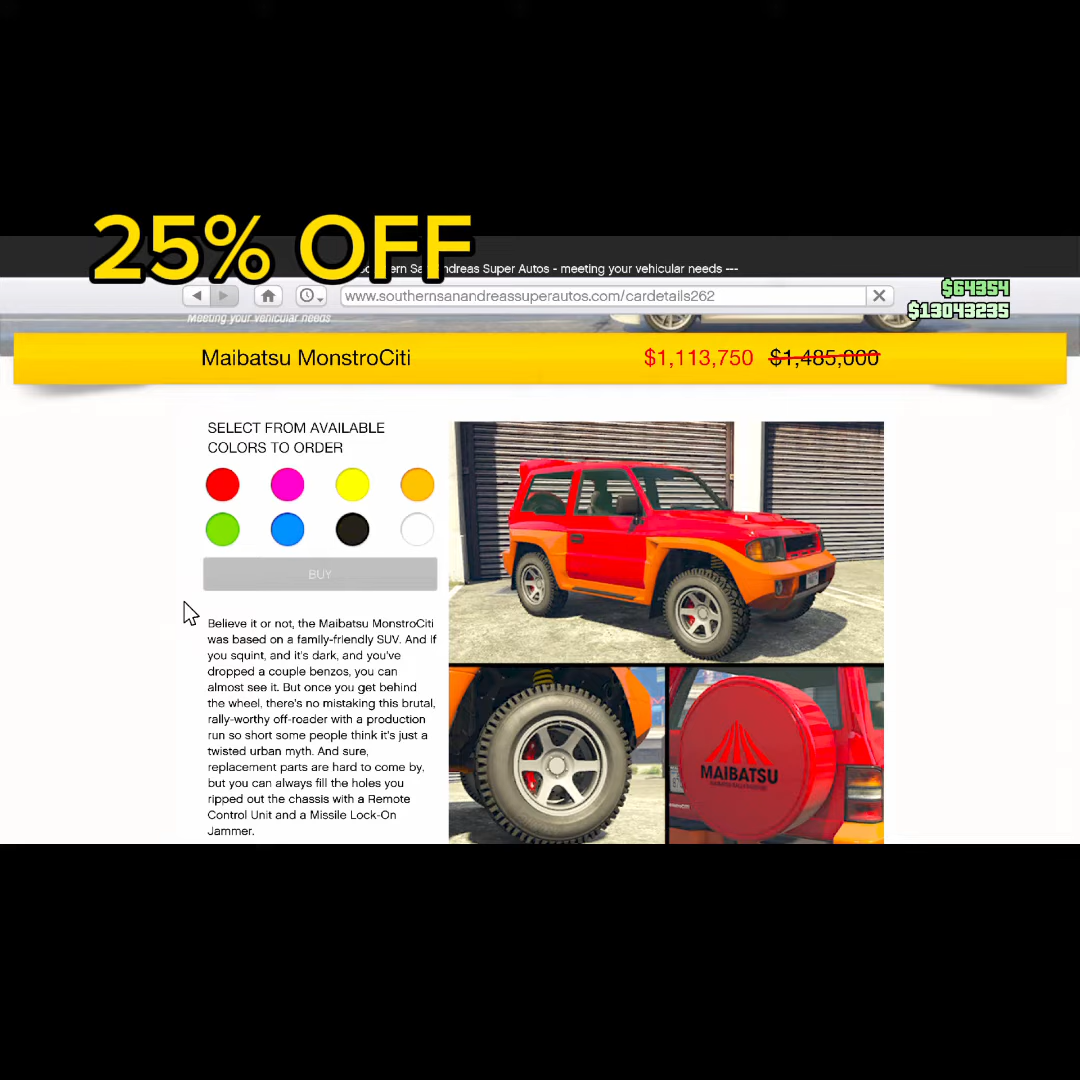 25% OFF
Southern San Andreas Super Autos - meeting your vehicular needs ---
www.southernsanandreassuperautos.com/cardetails262
$64354
$13043235
Meeting your vehicular needs
Maibatsu MonstroCiti
$1,113,750 $1,485,000
SELECT FROM AVAILABLE
COLORS TO ORDER
BUY
Believe it or not, the Maibatsu MonstroCiti
was based on a family-friendly SUV. And if
you squint, and it's dark, and you've
dropped a couple benzos, you can
almost see it. But once you get behind
the wheel, there's no mistaking this brutal,
rally-worthy off-roader with a production
run so short some people think it's just a
twisted urban myth. And sure,
replacement parts are hard to come by,
but you can always fill the holes you
ripped out the chassis with a Remote
Control Unit and a Missile Lock-On
Jammer.
MAIBATSU